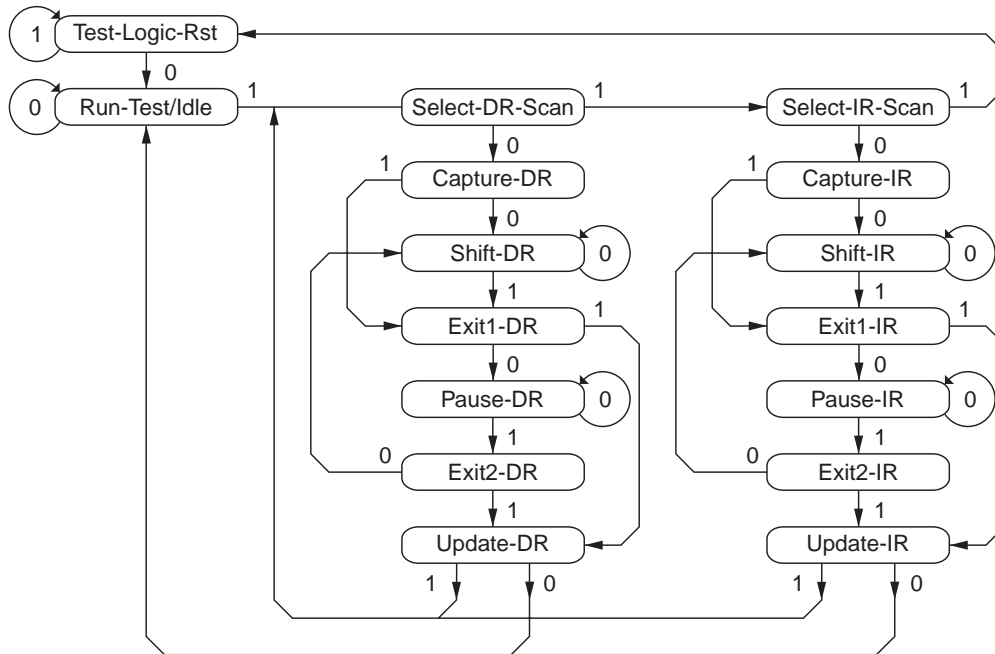 1 Test-Logic-Rst
0
0 Run-Test/Idle 1 Select-DR-Scan 1 Select-IR-Scan 1
0 0
1 Capture-DR 1 Capture-IR
0 0
Shift-DR 0 Shift-IR 0
1 1
Exit1-DR 1 Exit1-IR 1
0 0
Pause-DR 0 Pause-IR 0
1 1
0 Exit2-DR 0 Exit2-IR
1 1
Update-DR Update-IR
1 0 1 0